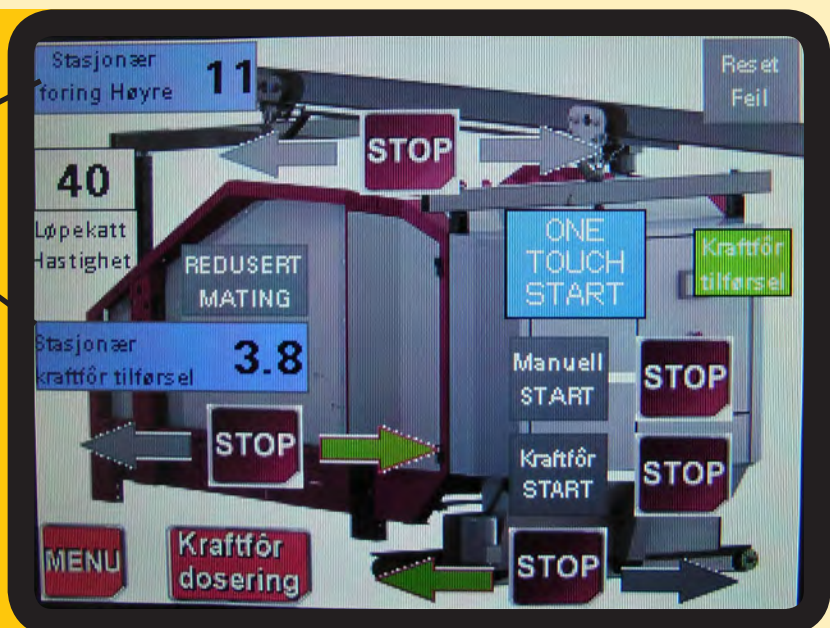 Stasjonær
foring Høyre
11
Reset
Feil
STOP
40
Løpekatt
Hastighet
REDUSERT
MATING
ONE
TOUCH
START
Kraftfôr
tilførsel
Stasjonær
kraftfôr tilførsel
3.8
Manuell
START
STOP
STOP
Kraftfôr
START
STOP
MENU
Kraftfôr
dosering
STOP